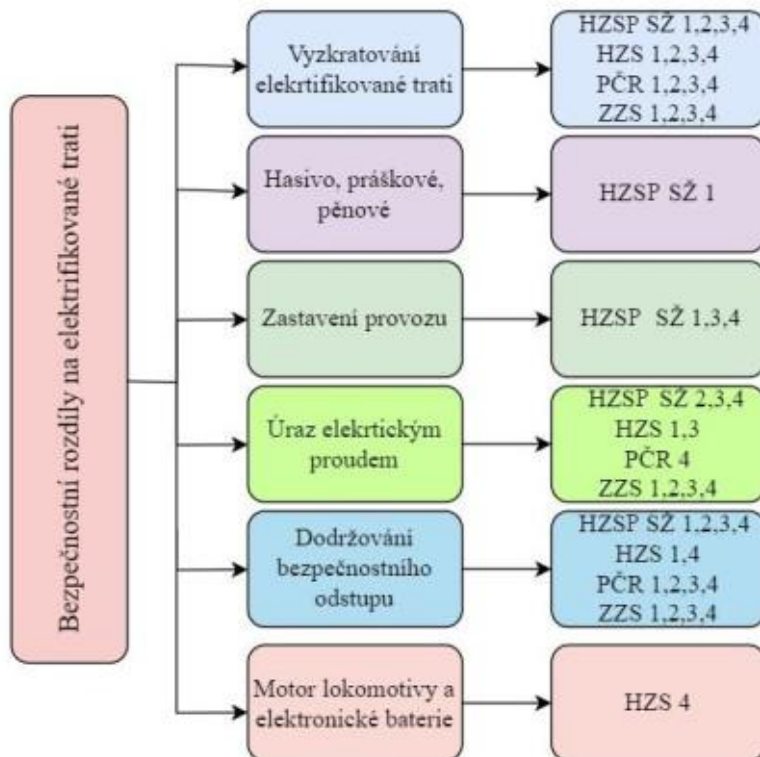 Bezpečnostní rozdíly na elektrifikované trati
Vyzkratování
elekrtifikované trati
HZSP SŽ 1,2,3,4
HZS 1,2,3,4
PČR 1,2,3,4
ZZS 1,2,3,4
Hasivo, práškové,
pěnové
HZSP SŽ 1
Zastavení provozu
HZSP SŽ 1,3,4
Úraz elekrtickým
proudem
HZSP SŽ 2,3,4
HZS 1,3
PČR 4
ZZS 1,2,3,4
Dodržování
bezpečnostního
odstupu
HZSP SŽ 1,2,3,4
HZS 1,4
PČR 1,2,3,4
ZZS 1,2,3,4
Motor lokomotivy a
elektronické baterie
HZS 4